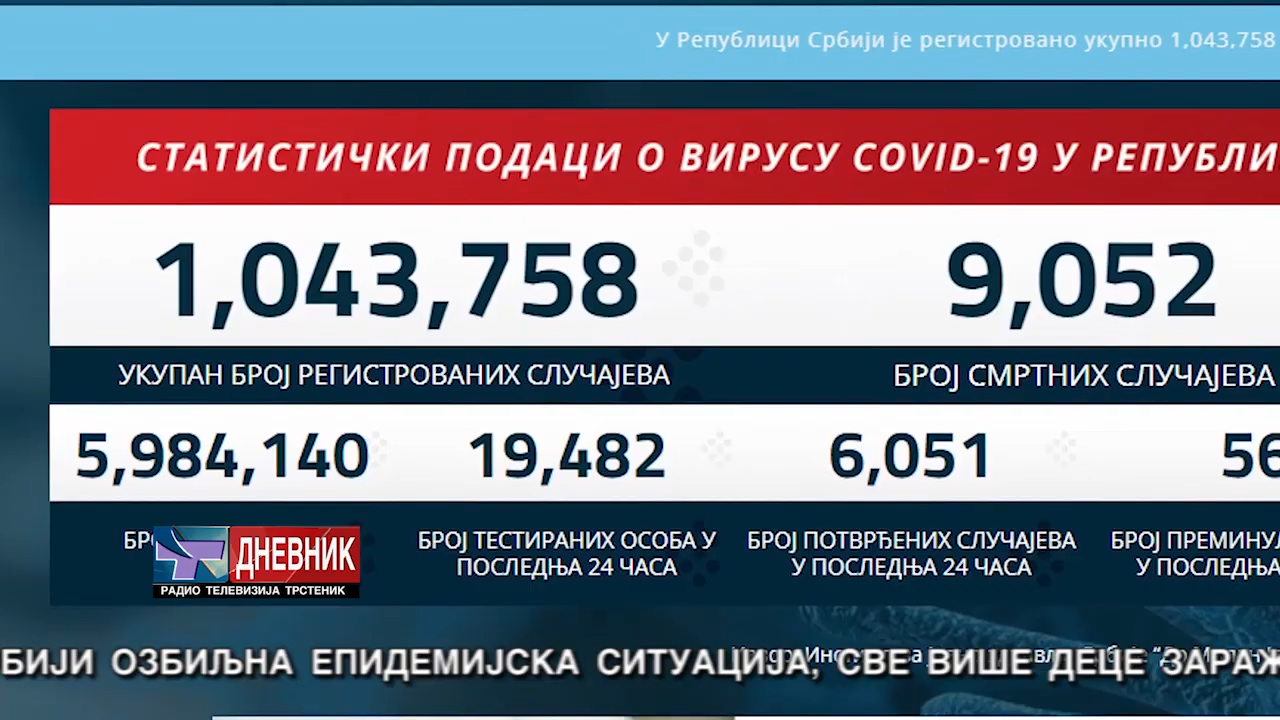 У Републици Србији је регистровано укупно 1,043,758
СТАТИСТИЧКИ ПОДАЦИ О ВИРУСУ COVID-19 У РЕПУБЛИ
1,043,758
9,052
УКУПАН БРОЈ РЕГИСТРОВАНИХ СЛУЧАЈЕВА
БРОЈ СМРТНИХ СЛУЧАЈЕВА
5,984,140
19,482
6,051
56
БРОЈ ТЕСТИРАНИХ ОСОБА У
ПОСЛЕДЊА 24 ЧАСА
БРОЈ ПОТВРЂЕНИХ СЛУЧАЈЕВА
У ПОСЛЕДЊА 24 ЧАСА
БРОЈ ПРЕМИНУЛ
У ПОСЛЕДЊА
ДНЕВНИК
РАДИО ТЕЛЕВИЗИЈА ТРСТЕНИК
БИЈИ ОЗБИЉНА ЕПИДЕМИЈСКА СИТУАЦИЈА, СВЕ ВИШЕ ДЕЦЕ ЗАРАЖ